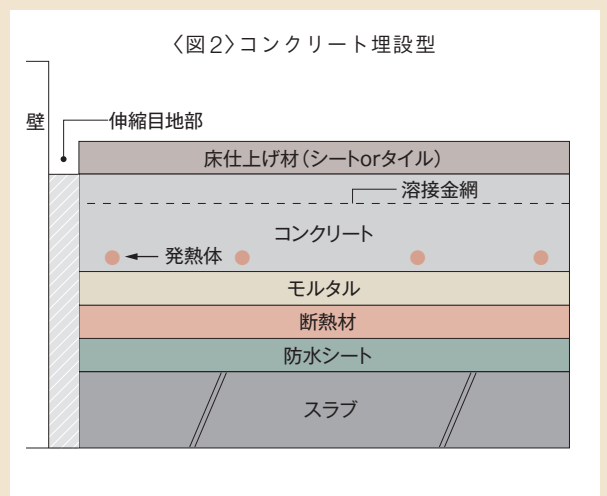 〈図2〉コンクリート埋設型
壁
伸縮目地部
床仕上げ材（シートorタイル）
溶接金網
コンクリート
発熱体
モルタル
断熱材
防水シート
スラブ